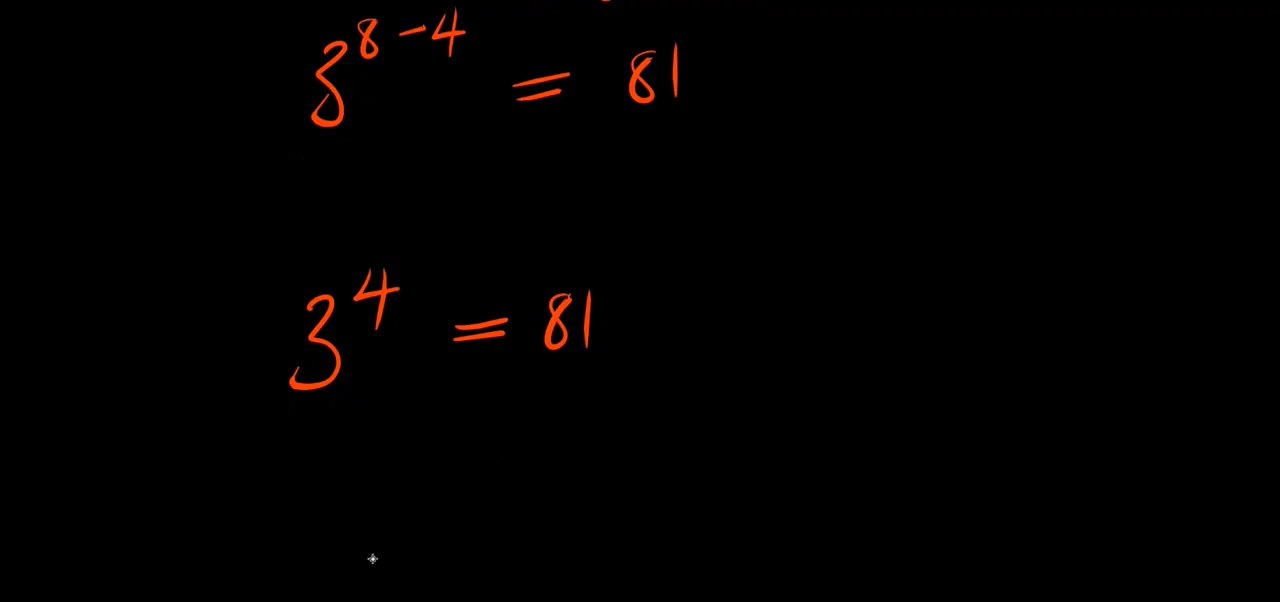 3^{8-4} = 81
3^4 = 81